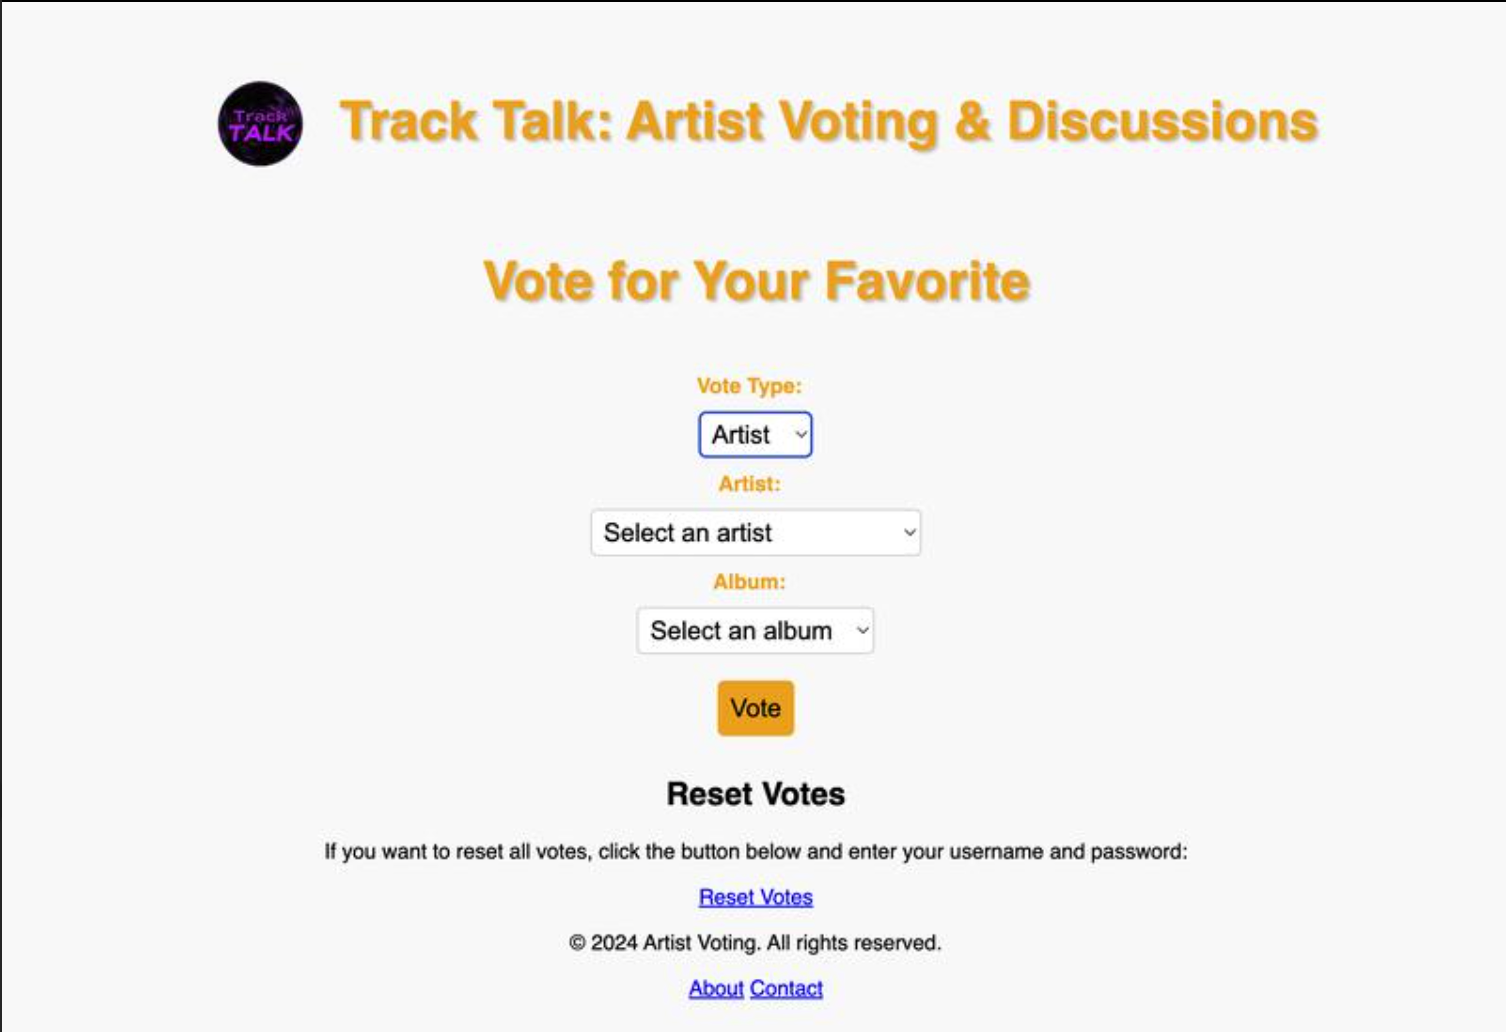 Track
TALK
Track Talk: Artist Voting & Discussions
Vote for Your Favorite
Vote Type:
Artist
Artist:
Select an artist
Album:
Select an album
Vote
Reset Votes
If you want to reset all votes, click the button below and enter your username and password:
Reset Votes
© 2024 Artist Voting. All rights reserved.
About Contact